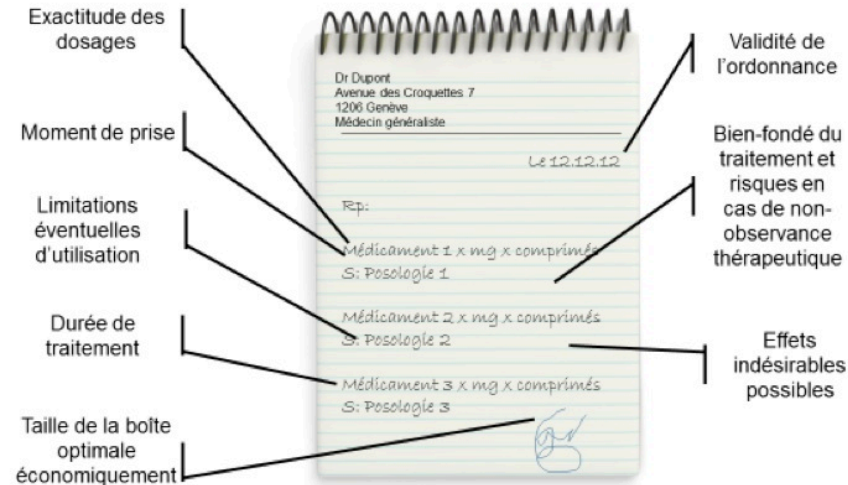 Exactitude des
dosages
Moment de prise
Limitations
éventuelles
d'utilisation
Durée de
traitement
Taille de la boîte
optimale
économiquement
Dr Dupont
Avenue des Croquettes 7
1206 Genève
Médecin généraliste
Le 12.12.12
Rp:
Médicament 1 x mg x comprimés
S: Posologie 1
Médicament 2 x mg x comprimés
S: Posologie 2
Médicament 3 x mg x comprimés
S: Posologie 3
Validité de
l'ordonnance
Bien-fondé du
traitement et
risques en
cas de non-
observance
thérapeutique
Effets
indésirables
possibles